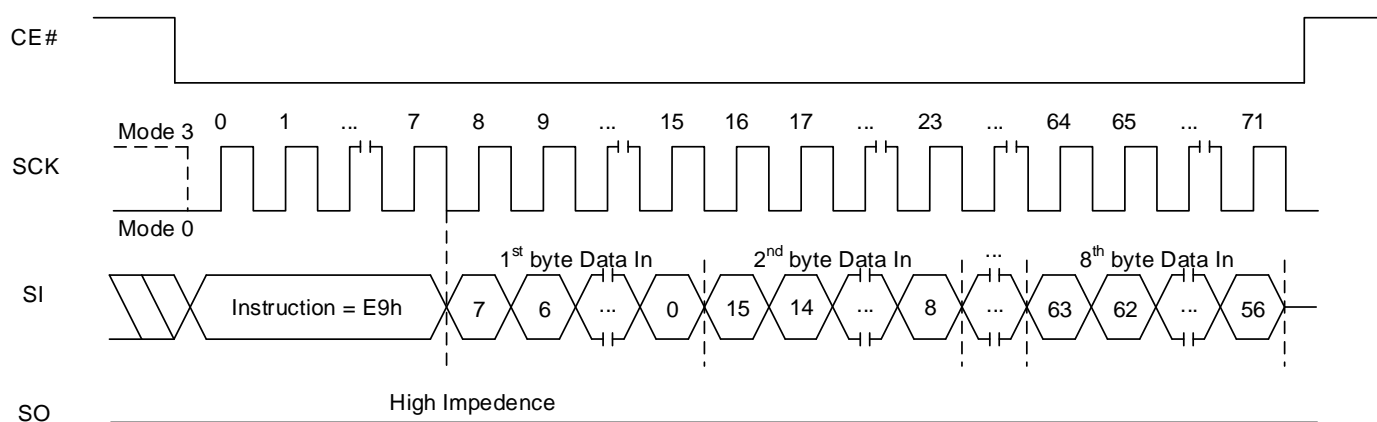 CE#
0 1 ... 7 8 9 ... 15 16 17 ... 23 ... 64 65 ... 71
Mode 3
SCK
Mode 0
1st byte Data In 2nd byte Data In ... 8th byte Data In
SI Instruction = E9h 7 6 ... 0 15 14 ... 8 ... 63 62 ... 56
High Impedence
SO